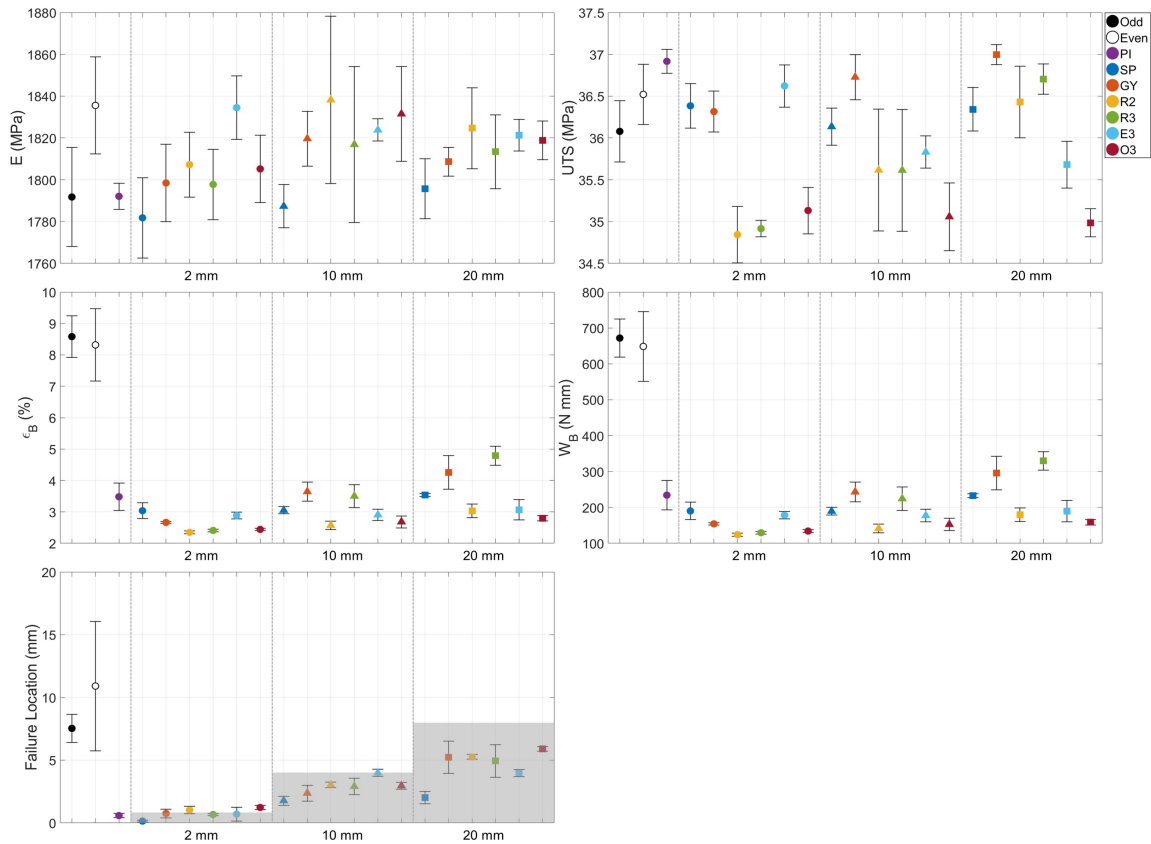 1880
1860
1840
1820
1800
1780
1760
E (MPa)
2 mm
10 mm
20 mm
37.5
37
36.5
36
35.5
35
34.5
UTS (MPa)
2 mm
10 mm
20 mm
Odd
Even
PI
SP
GY
R2
R3
E3
O3
10
9
8
7
6
5
4
3
2
ϵB (%)
2 mm
10 mm
20 mm
800
700
600
500
400
300
200
100
WB (N mm)
2 mm
10 mm
20 mm
20
15
10
5
0
Failure Location (mm)
2 mm
10 mm
20 mm